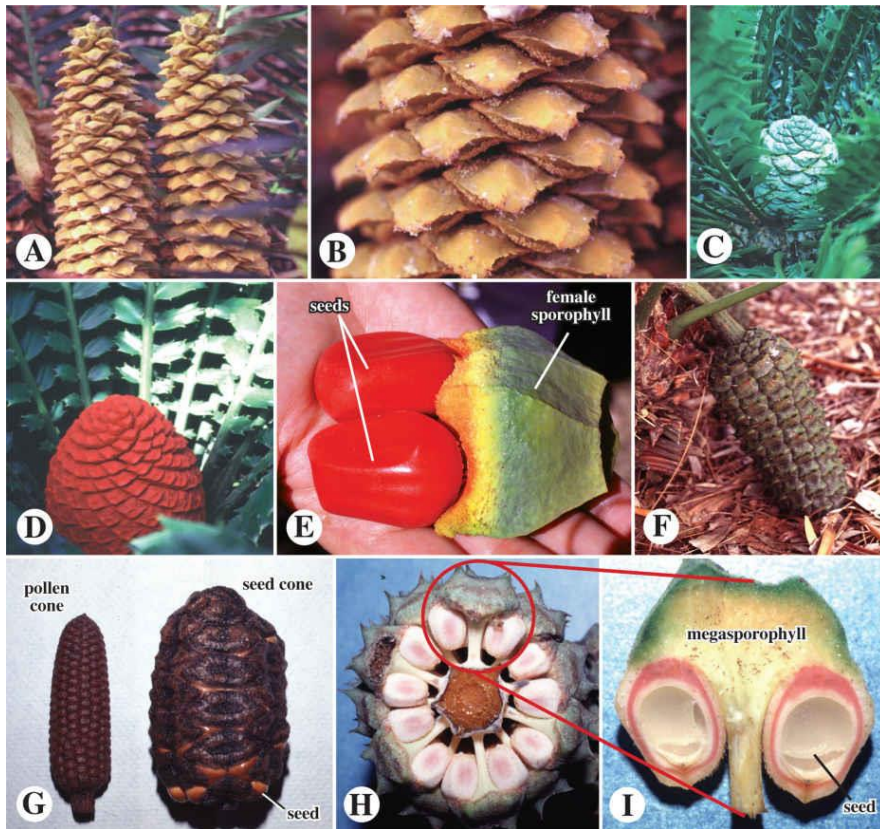 A
B
C
seeds
female
sporophyll
D
E
F
pollen
cone
seed cone
megasporophyll
G
seed
H
I
seed